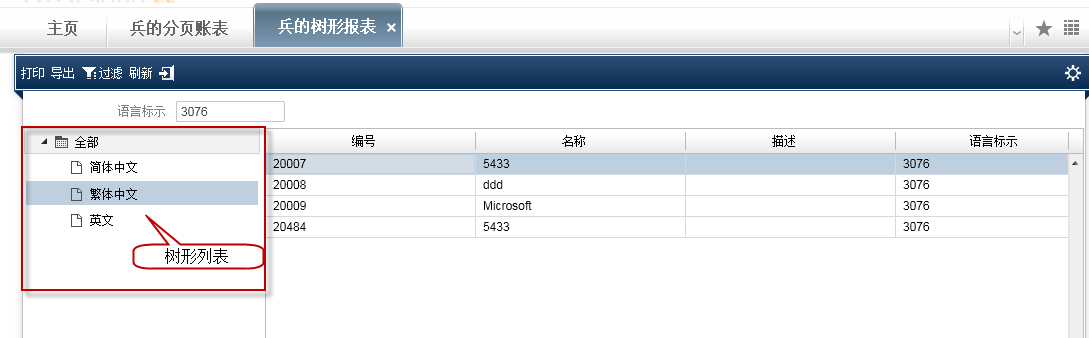 主页 兵的分页账表 兵的树形报表 ×
打印 导出 过滤 刷新
语言标示 3076
全部 编号 名称 描述 语言标示
简体中文 20007 5433 3076
繁体中文 20008 ddd 3076
20009 Microsoft 3076
英文 20484 5433 3076
树形列表